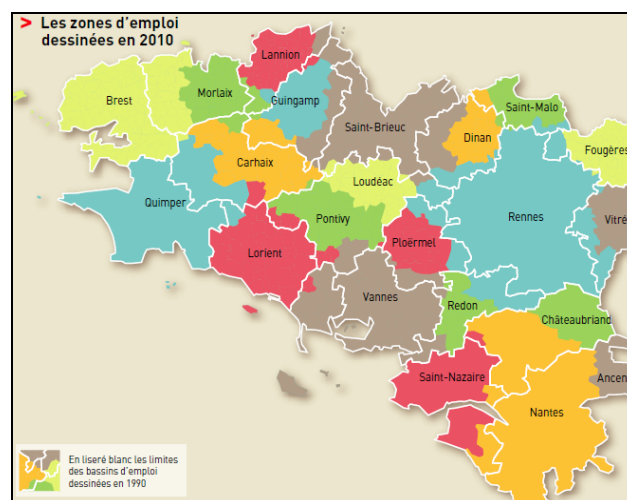 > Les zones d'emploi
dessinées en 2010
Lannion
Brest
Morlaix
Guingamp
Saint-Malo
Saint-Brieuc
Dinan
Fougères
Carhaix
Loudéac
Quimper
Pontivy
Rennes
Vitré
Ploërmel
Lorient
Vannes
Redon
Châteaubriand
Saint-Nazaire
Ancen
Nantes
En liseré blanc les limites
des bassins d'emploi
dessinées en 1990